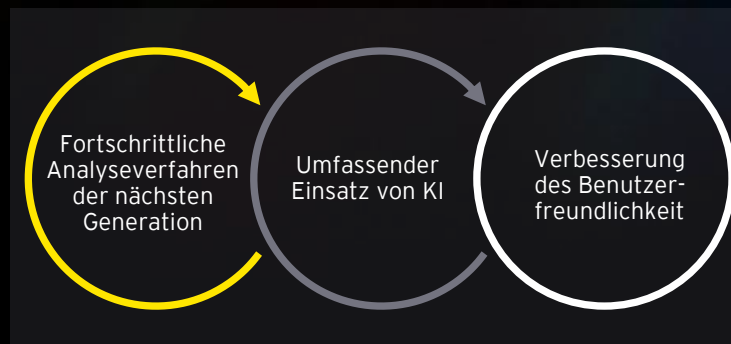 Fortschrittliche
Analyseverfahren
der nächsten
Generation
Umfassender
Einsatz von KI
Verbesserung
des Benutzer-
freundlichkeit